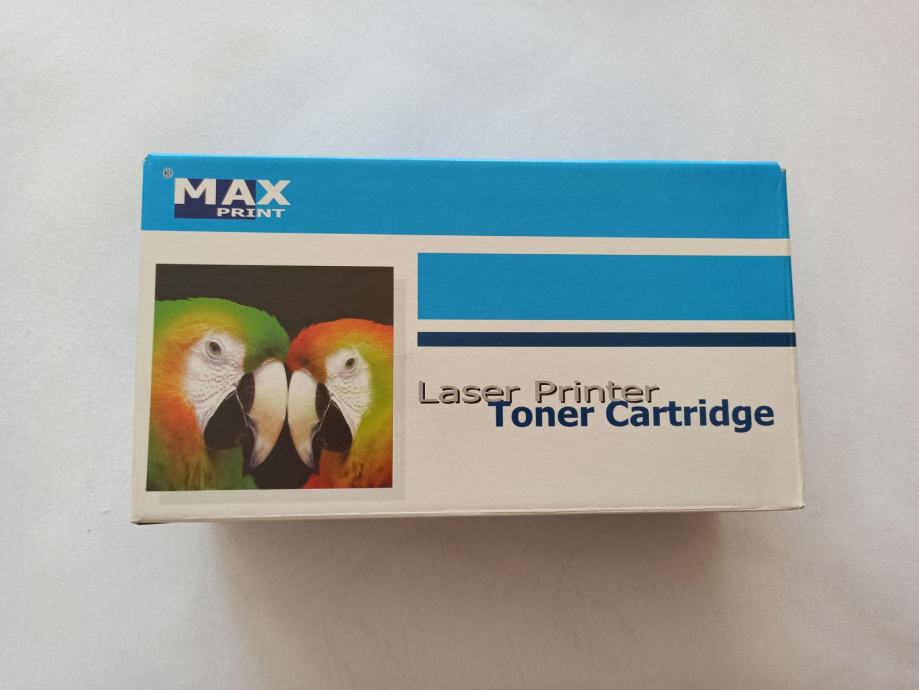 ® MAX
PRINT
Laser Printer
Toner Cartridge